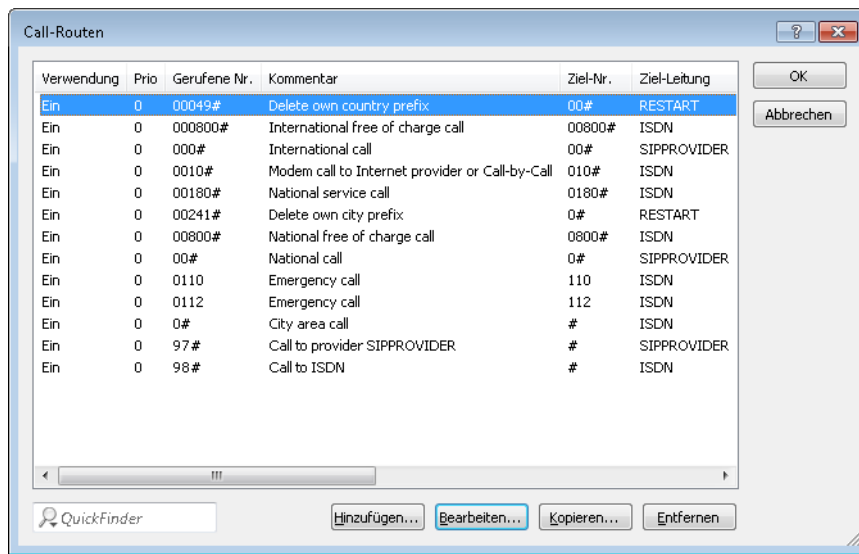 Call-Routen
Verwendung Prio Gerufene Nr. Kommentar Ziel-Nr. Ziel-Leitung
Ein 0 00049# Delete own country prefix 00# RESTART
Ein 0 000800# International free of charge call 00800# ISDN
Ein 0 000# International call 00# SIPPROVIDER
Ein 0 0010# Modem call to Internet provider or Call-by-Call 010# ISDN
Ein 0 00180# National service call 0180# ISDN
Ein 0 00241# Delete own city prefix 0# RESTART
Ein 0 00800# National free of charge call 0800# ISDN
Ein 0 00# National call 0# SIPPROVIDER
Ein 0 0110 Emergency call 110 ISDN
Ein 0 0112 Emergency call 112 ISDN
Ein 0 0# City area call # ISDN
Ein 0 97# Call to provider SIPPROVIDER # SIPPROVIDER
Ein 0 98# Call to ISDN # ISDN
OK
Abbrechen
QuickFinder
Hinzufügen... Bearbeiten... Kopieren... Entfernen